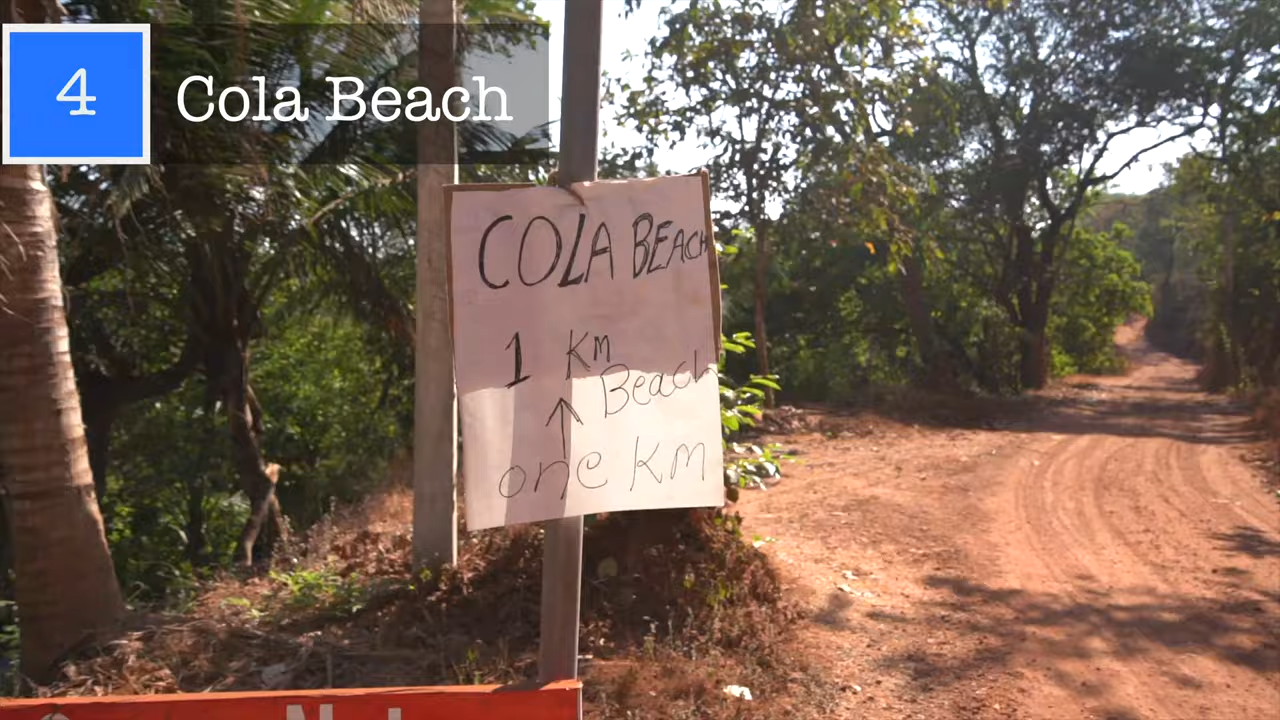 4 Cola Beach
COLA BEACH
1 Km
Beach
↑
one Km